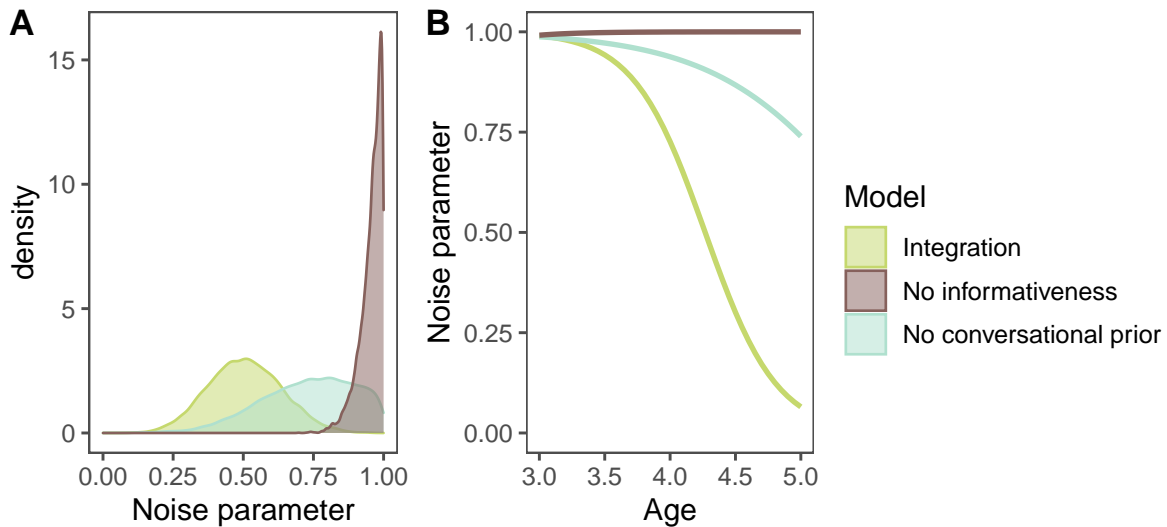 A
15
10
5
0
density
0.00 0.25 0.50 0.75 1.00
Noise parameter
B
1.00
0.75
0.50
0.25
0.00
Noise parameter
3.0 3.5 4.0 4.5 5.0
Age
Model
Integration
No informativeness
No conversational prior